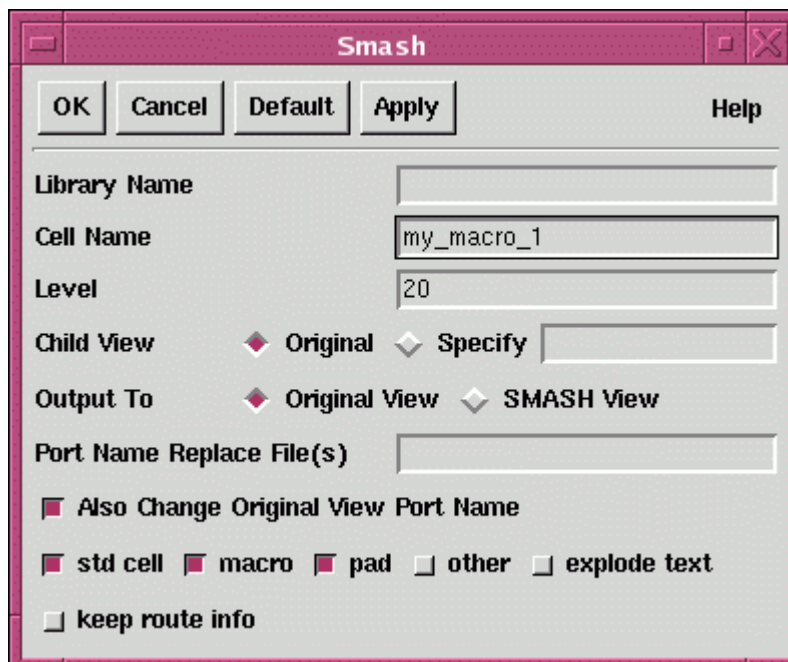 Smash
OK Cancel Default Apply Help
Library Name
Cell Name my_macro_1
Level 20
Child View Original Specify
Output To Original View SMASH View
Port Name Replace File(s)
Also Change Original View Port Name
std cell macro pad other explode text
keep route info